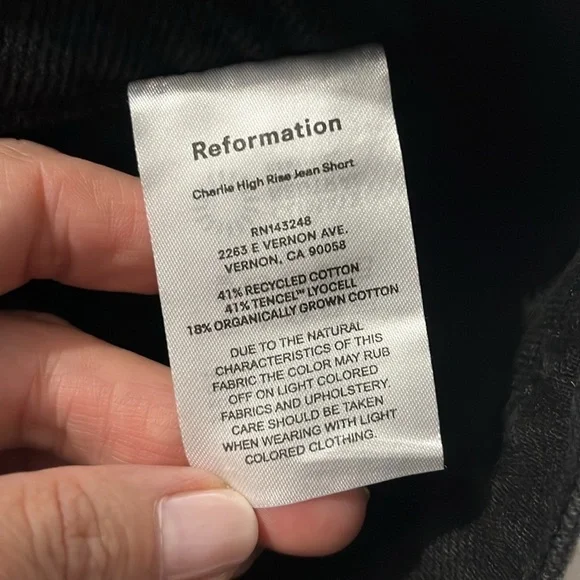 Reformation
Charlie High Rise Jean Short
RN143248
2263 E VERNON AVE.
VERNON, CA 90058
41% RECYCLED COTTON
41% TENCEL™ LYOCELL
18% ORGANICALLY GROWN COTTON
DUE TO THE NATURAL
CHARACTERISTICS OF THIS
FABRIC THE COLOR MAY RUB
OFF ON LIGHT COLORED
FABRICS AND UPHOLSTERY.
CARE SHOULD BE TAKEN
WHEN WEARING WITH LIGHT
COLORED CLOTHING.